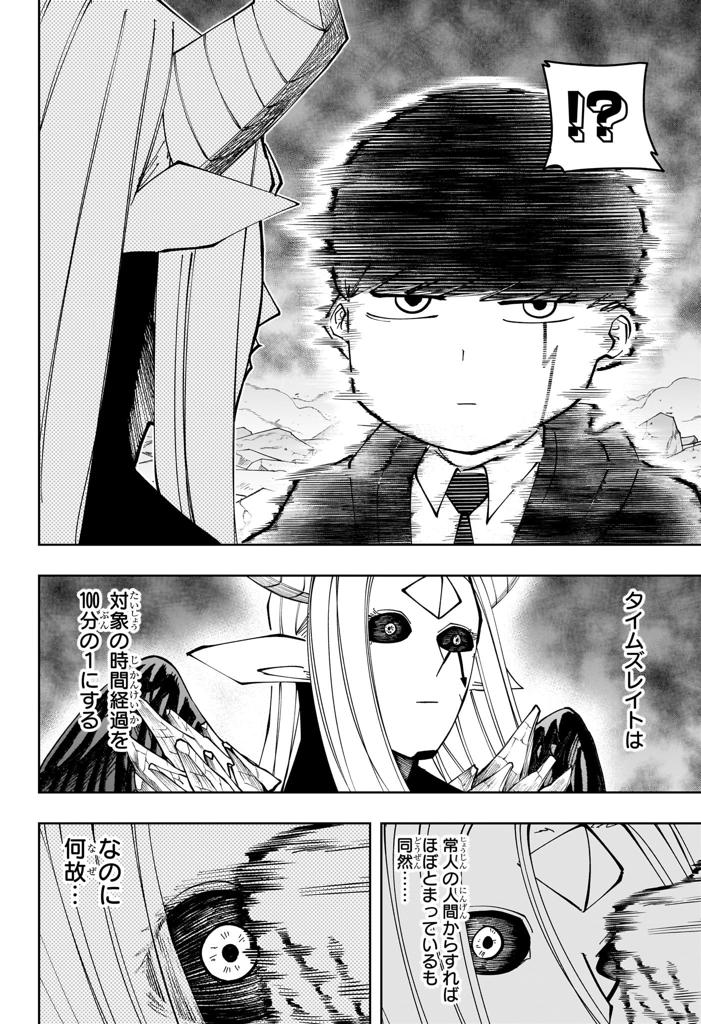 !?
タイムズレイトは
対象の時間経過を
100分の1にする
常人の人間からすれば
ほぼとまっているも
同然……
なのに
何故…